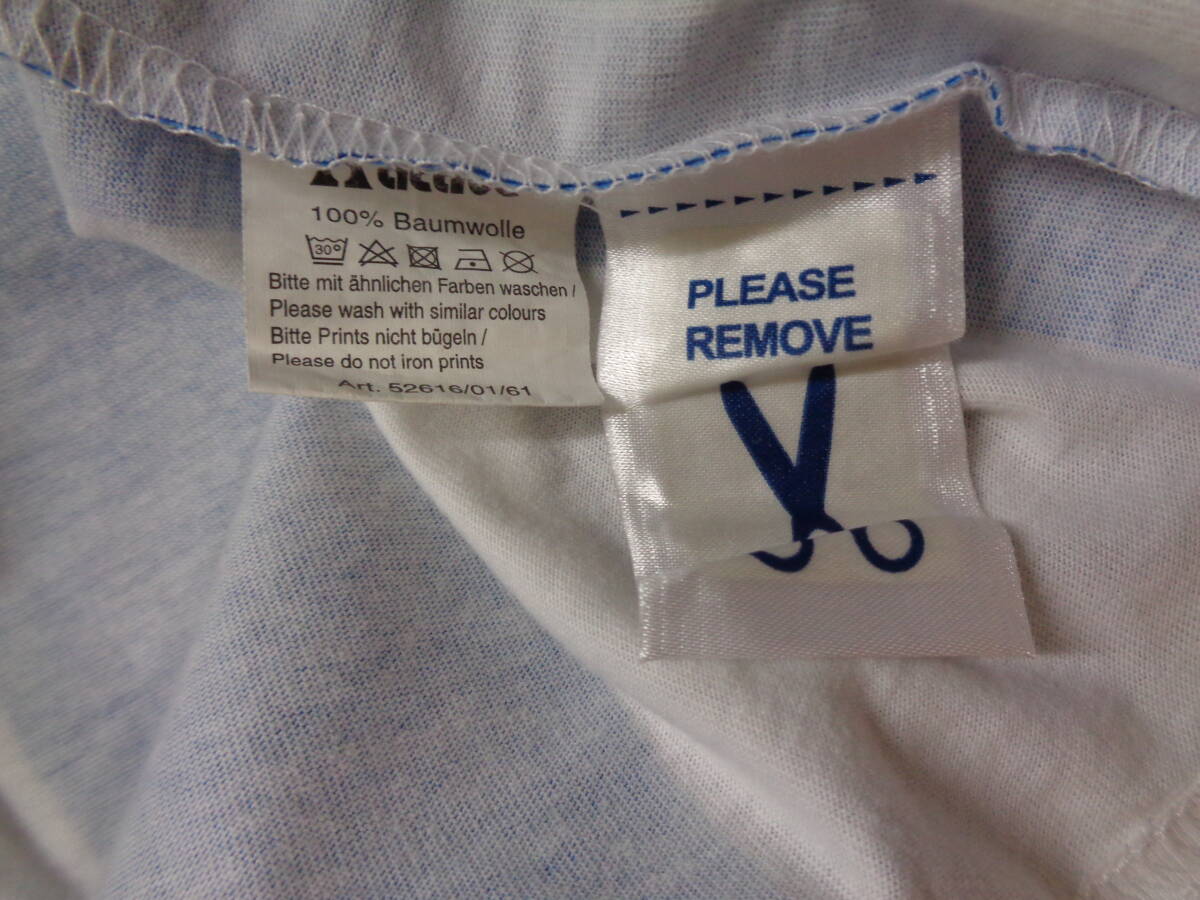 100% Baumwolle
30°
Bitte mit ähnlichen Farben waschen /
Please wash with similar colours
Bitte Prints nicht bügeln /
Please do not iron prints
Art. 52616/01/61
PLEASE
REMOVE